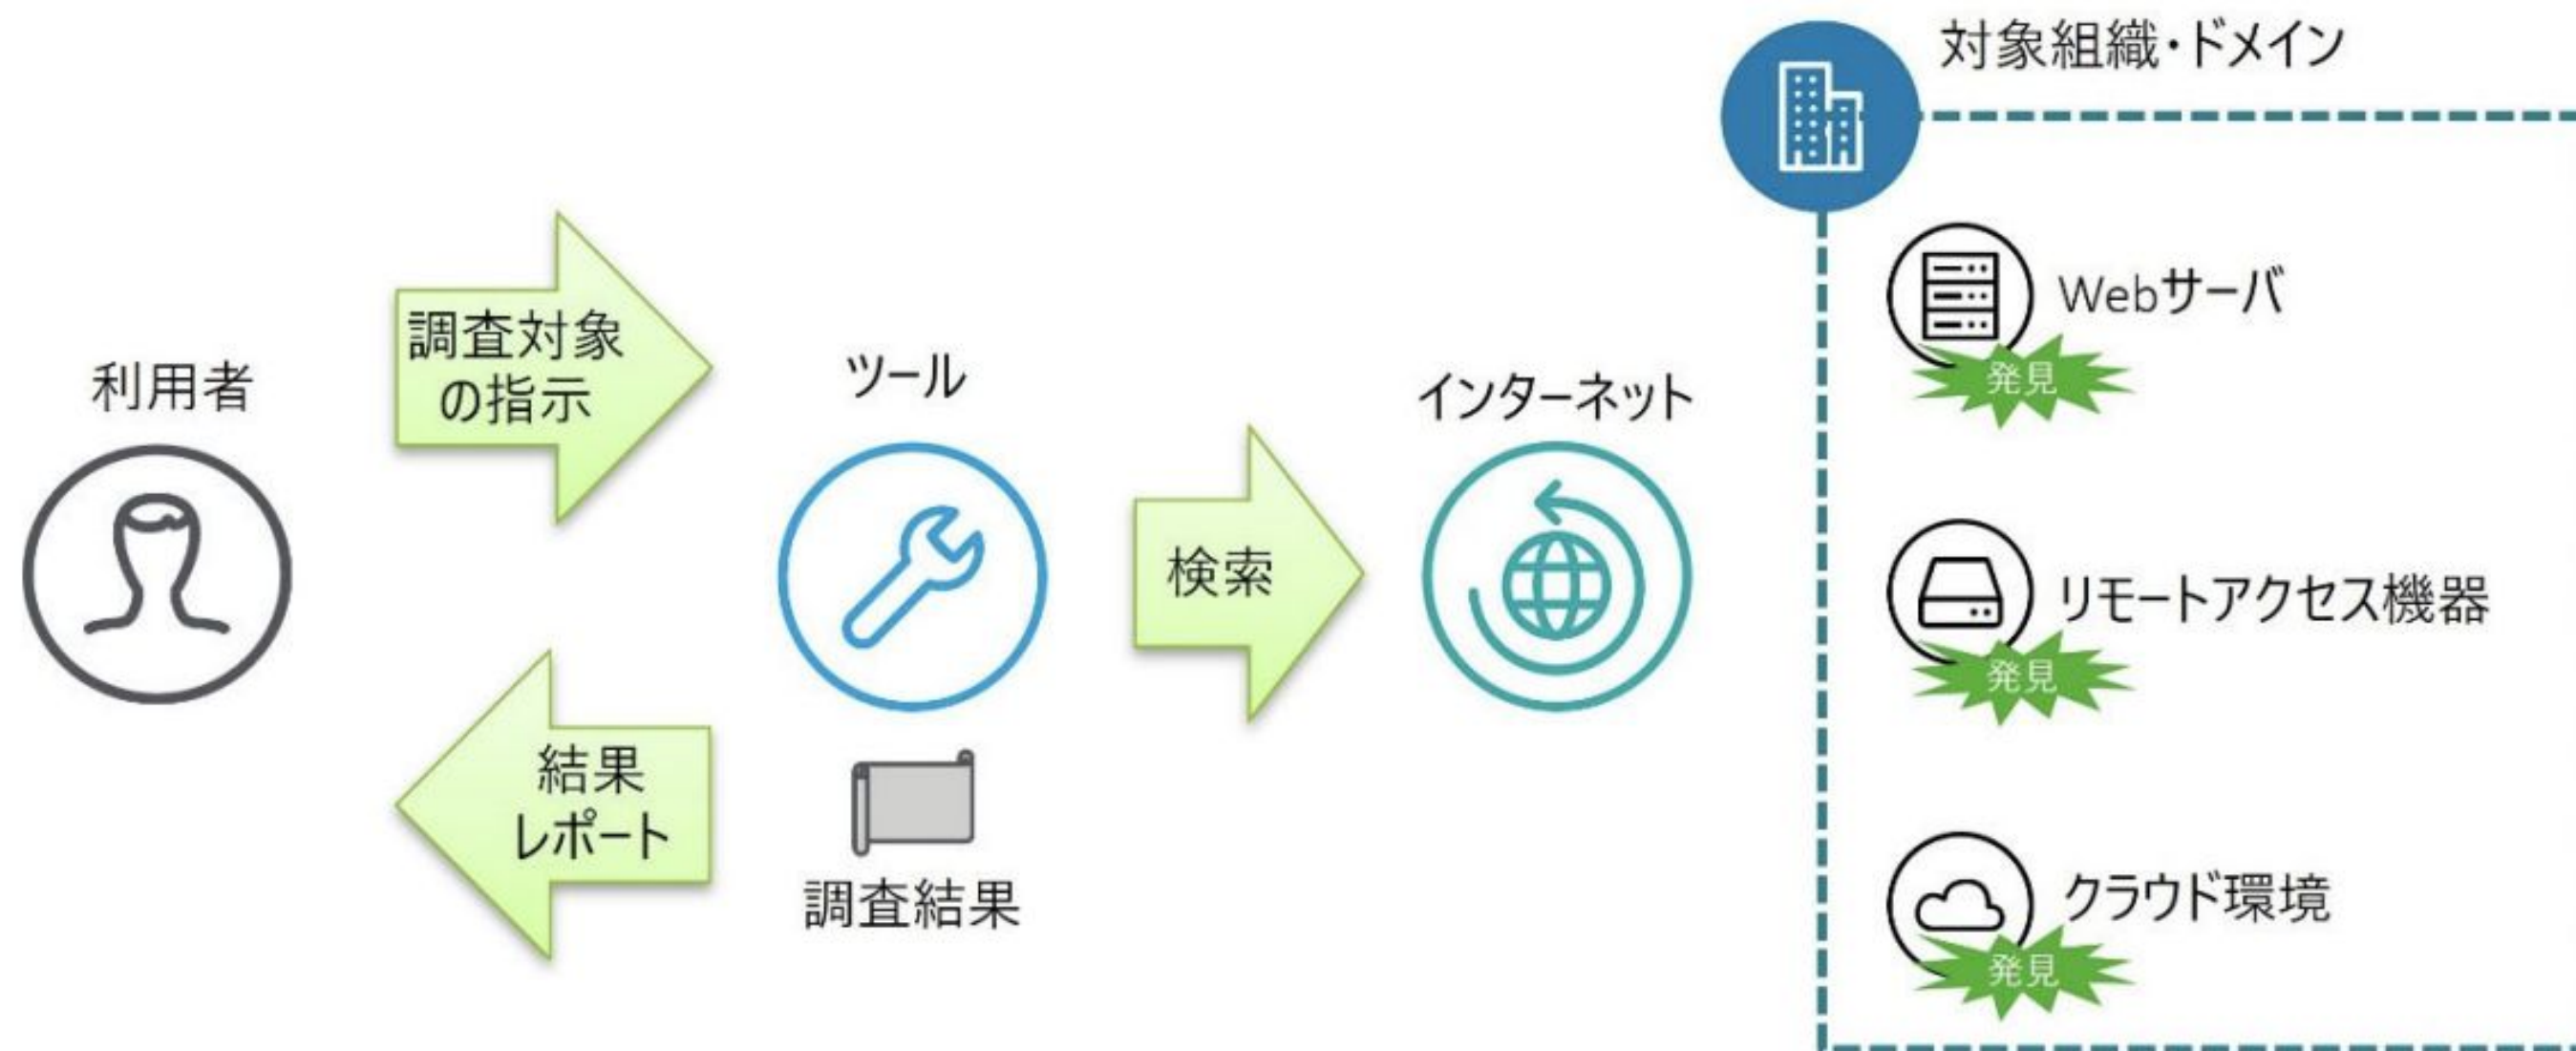 対象組織・ドメイン
利用者
調査対象
の指示
ツール
検索
インターネット
Webサーバ
発見
リモートアクセス機器
発見
クラウド環境
発見
結果
レポート
調査結果